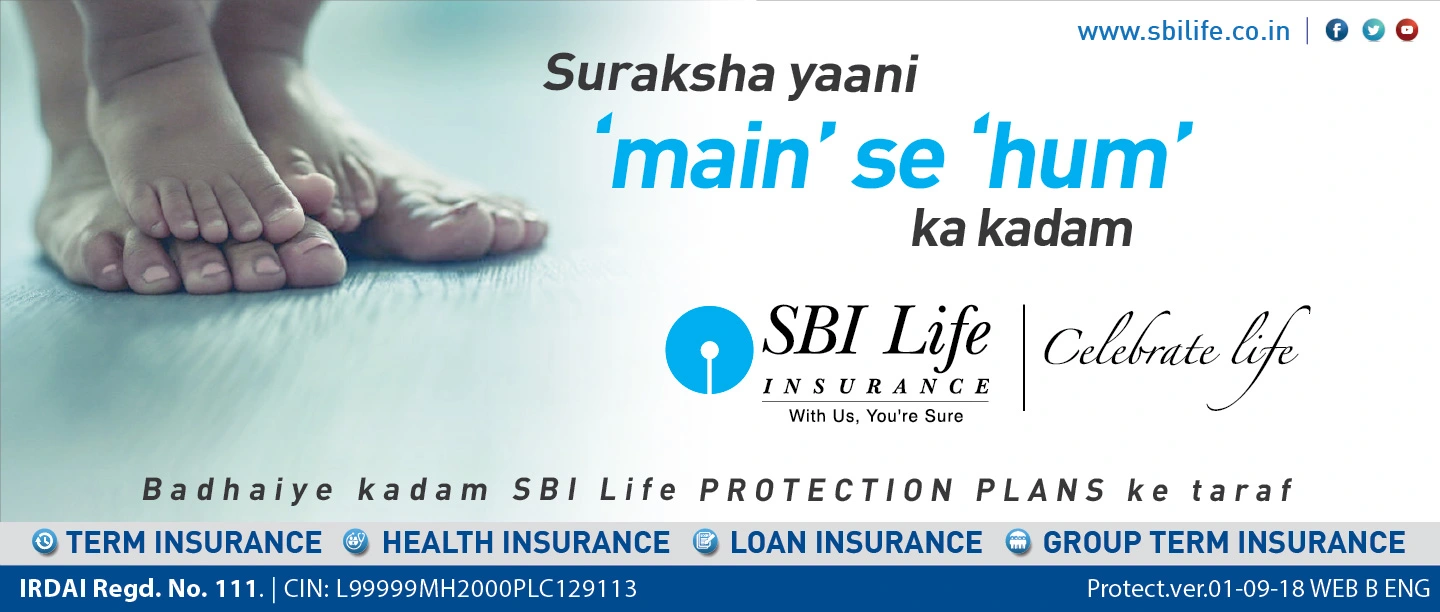 www.sbilife.co.in |
Suraksha yaani
‘main’ se ‘hum’
ka kadam
SBI Life
INSURANCE
With Us, You're Sure
Celebrate life
Badhaiye kadam SBI Life PROTECTION PLANS ke taraf
TERM INSURANCE HEALTH INSURANCE LOAN INSURANCE GROUP TERM INSURANCE
IRDAI Regd. No. 111. | CIN: L99999MH2000PLC129113 Protect.ver.01-09-18 WEB B ENG